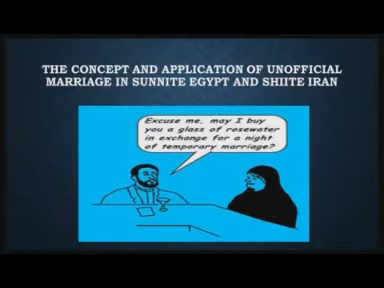 THE CONCEPT AND APPLICATION OF UNOFFICIAL
MARRIAGE IN SUNNITE EGYPT AND SHIITE IRAN
Excuse me, may I buy
you a glass of rosewater
in exchange for a night
of temporary marriage?